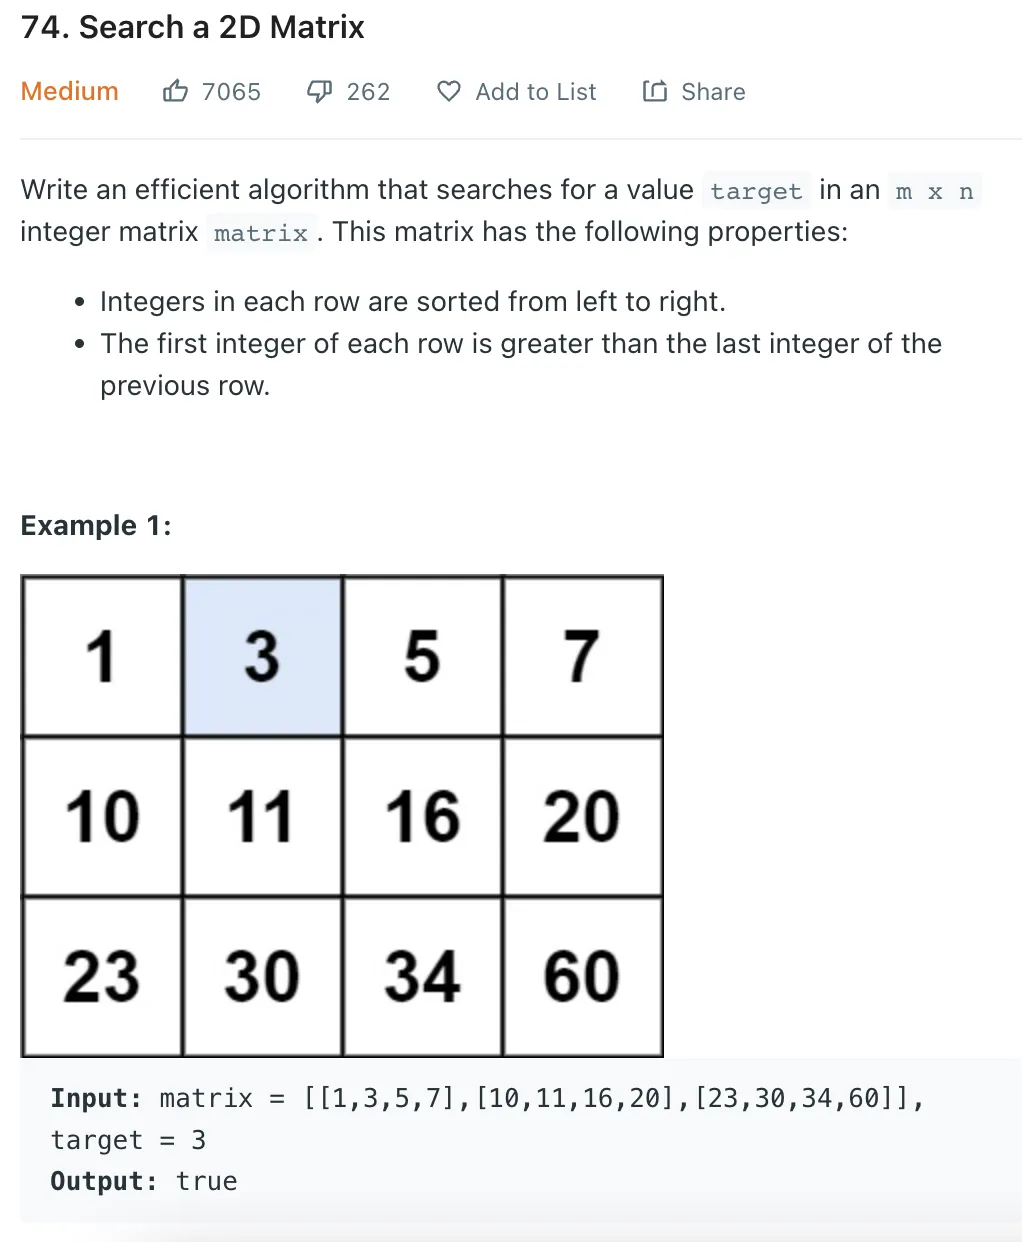 74. Search a 2D Matrix
Medium 7065 262 Add to List Share
Write an efficient algorithm that searches for a value target in an m x n
integer matrix matrix . This matrix has the following properties:
• Integers in each row are sorted from left to right.
• The first integer of each row is greater than the last integer of the
previous row.
Example 1:
1 3 5 7
10 11 16 20
23 30 34 60
Input: matrix = [[1,3,5,7],[10,11,16,20],[23,30,34,60]],
target = 3
Output: true